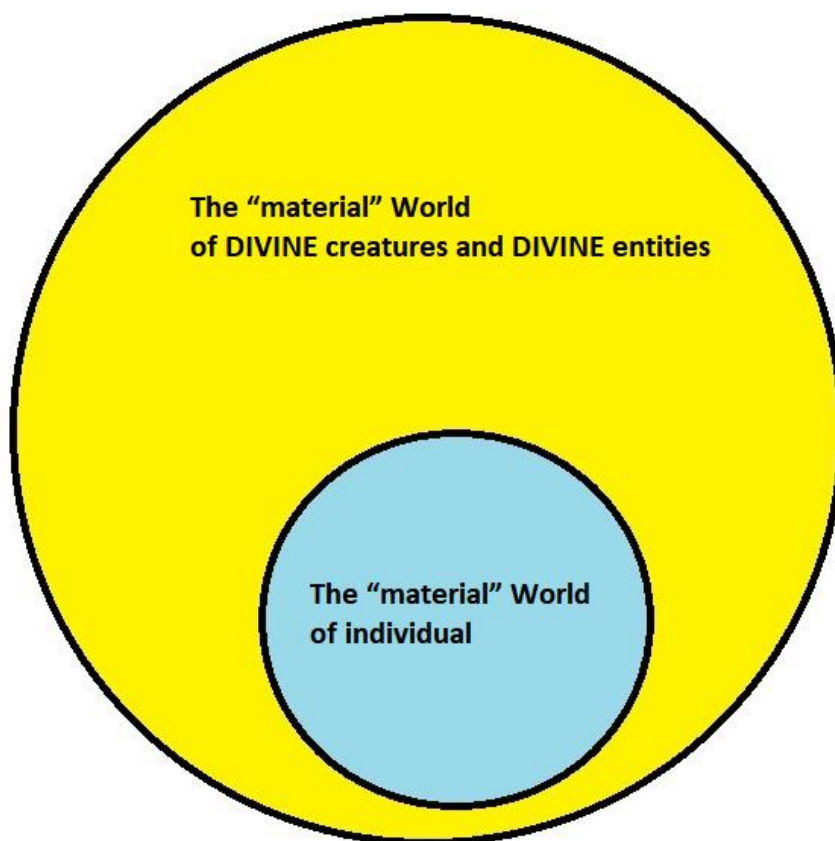 The “material” World
of DIVINE creatures and DIVINE entities
The “material” World
of individual